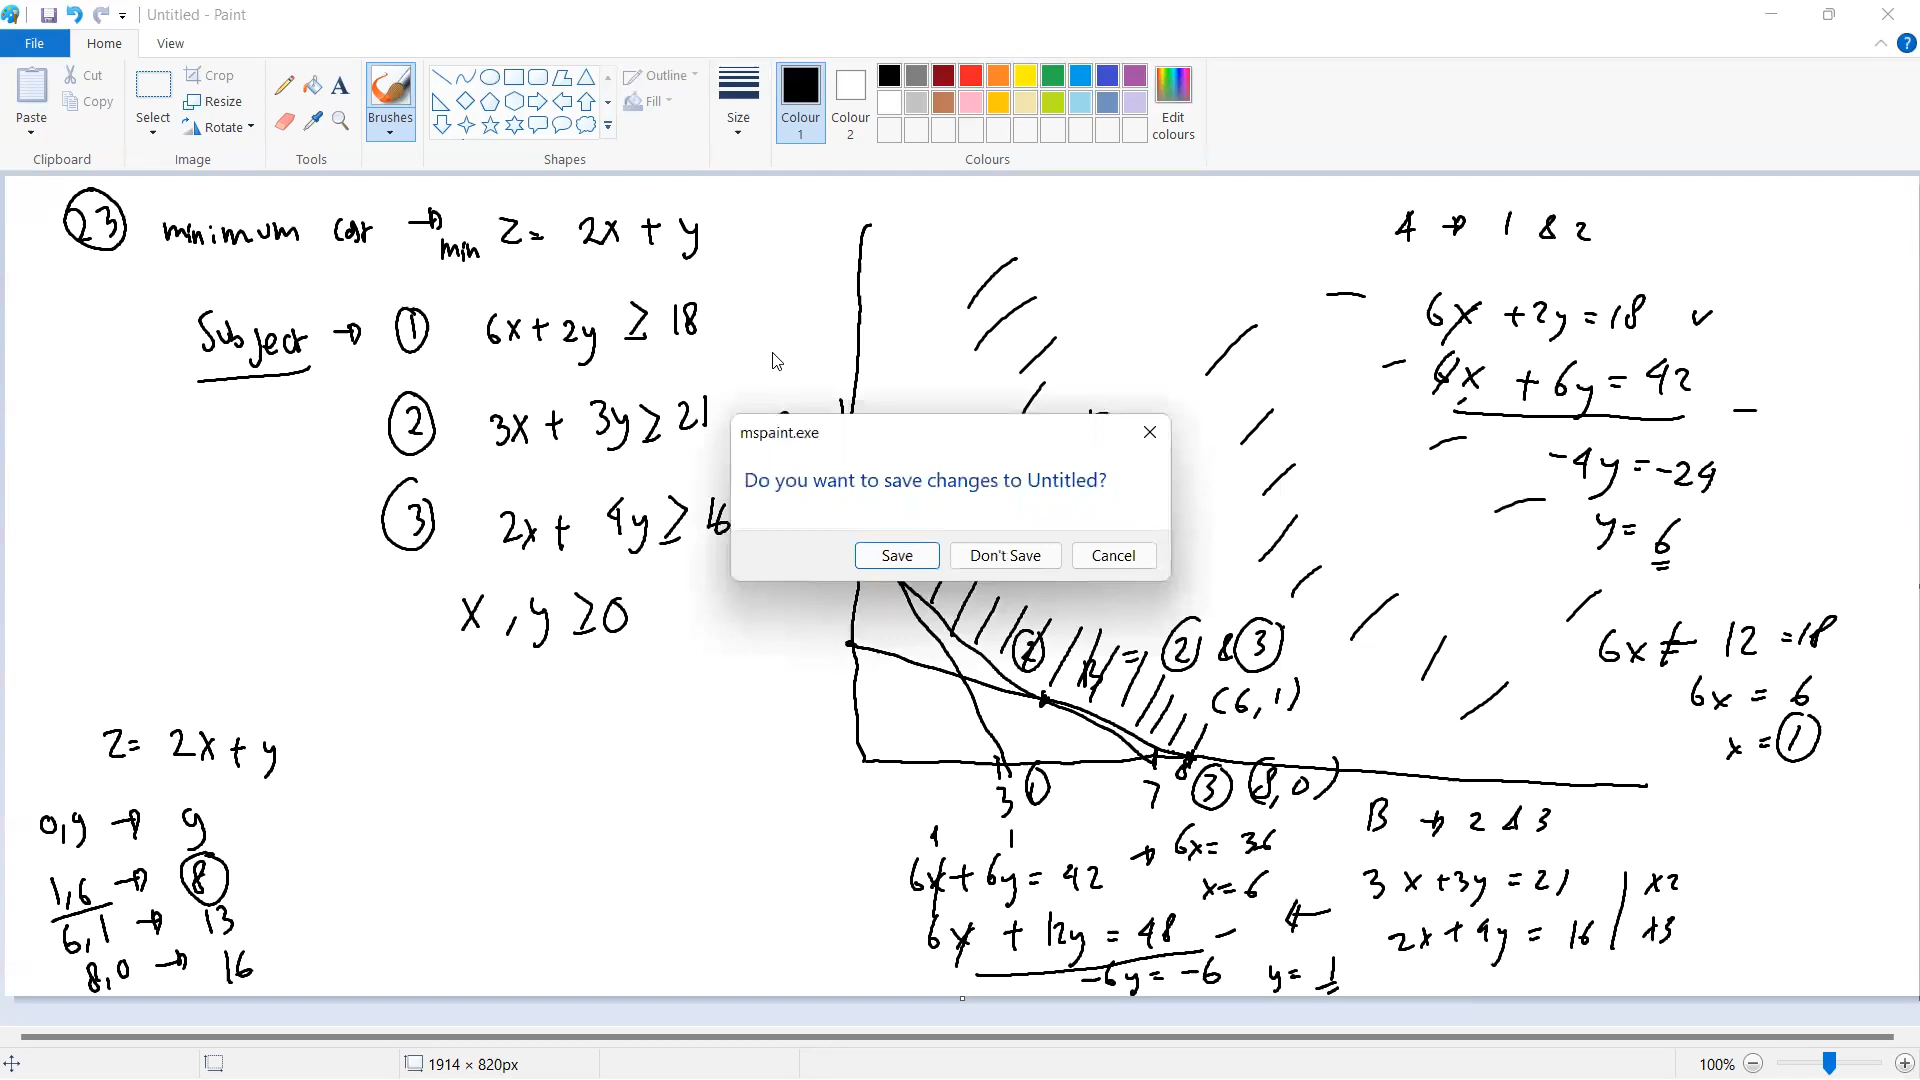 Untitled - Paint
File Home View
Paste
Cut
Copy
Clipboard
Select
Crop
Resize
Rotate
Image
A
Tools
Brushes
Outline
Fill
Shapes
Size
Colour 1
Colour 2
Edit colours
Colours
23 minimum cost → min Z = 2x + y
Subject → 1 6x + 2y ≥ 18
2 3x + 3y ≥ 21
3 2x + 4y ≥ 16
x, y ≥ 0
mspaint.exe
Do you want to save changes to Untitled?
Save Don't Save Cancel
A → 1 & 2
6x + 2y = 18 ✓
6x + 6y = 42 -
-4y = -24
y = 6
6x + 12 = 18
6x = 6
x = 1
= 2 & 3
(6, 1)
3 1 7 8 3 (8, 0)
Z = 2x + y
0, 9 → 9
1, 6 → 8
6, 1 → 13
8, 0 → 16
B → 2 & 3
3x + 3y = 21 | x2
2x + 4y = 16 | x3
6x + 6y = 42 → 6x = 36
x = 6
6x + 12y = 48 - ←
-6y = -6 y = 1
1914 × 820px
100%